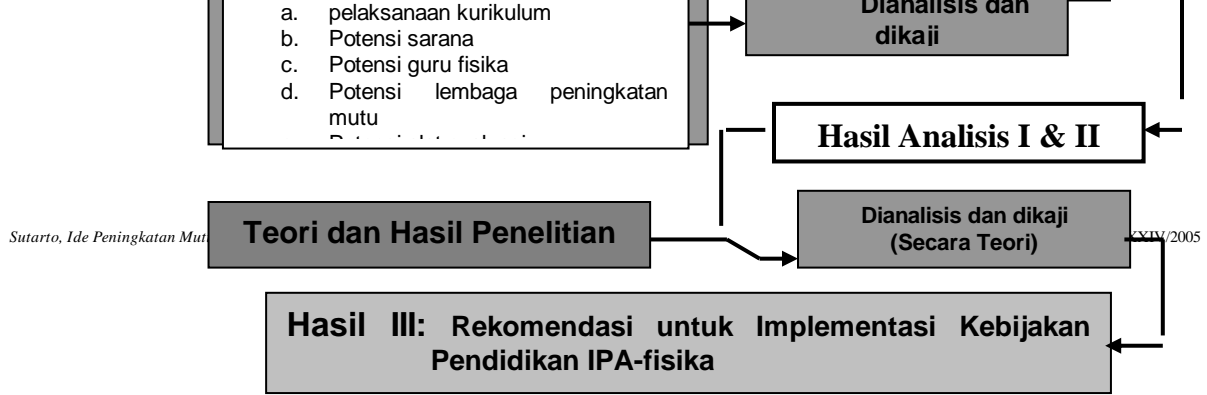 a. pelaksanaan kurikulum
b. Potensi sarana
c. Potensi guru fisika
d. Potensi lembaga peningkatan
mutu
Dianalisis dan
dikaji
Hasil Analisis I & II
Teori dan Hasil Penelitian
Dianalisis dan dikaji
(Secara Teori)
Sutarto, Ide Peningkatan
XXIV/2005
Hasil III: Rekomendasi untuk Implementasi Kebijakan
Pendidikan IPA-fisika